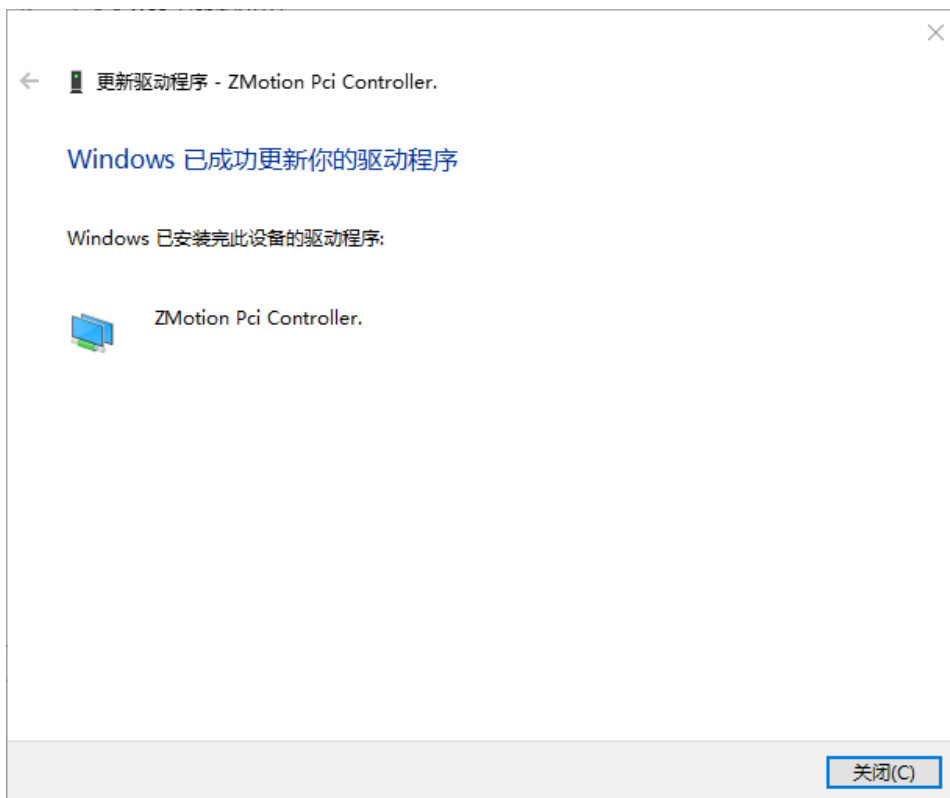 更新驱动程序 - ZMotion Pci Controller.
Windows 已成功更新你的驱动程序
Windows 已安装完此设备的驱动程序:
ZMotion Pci Controller.
关闭(C)